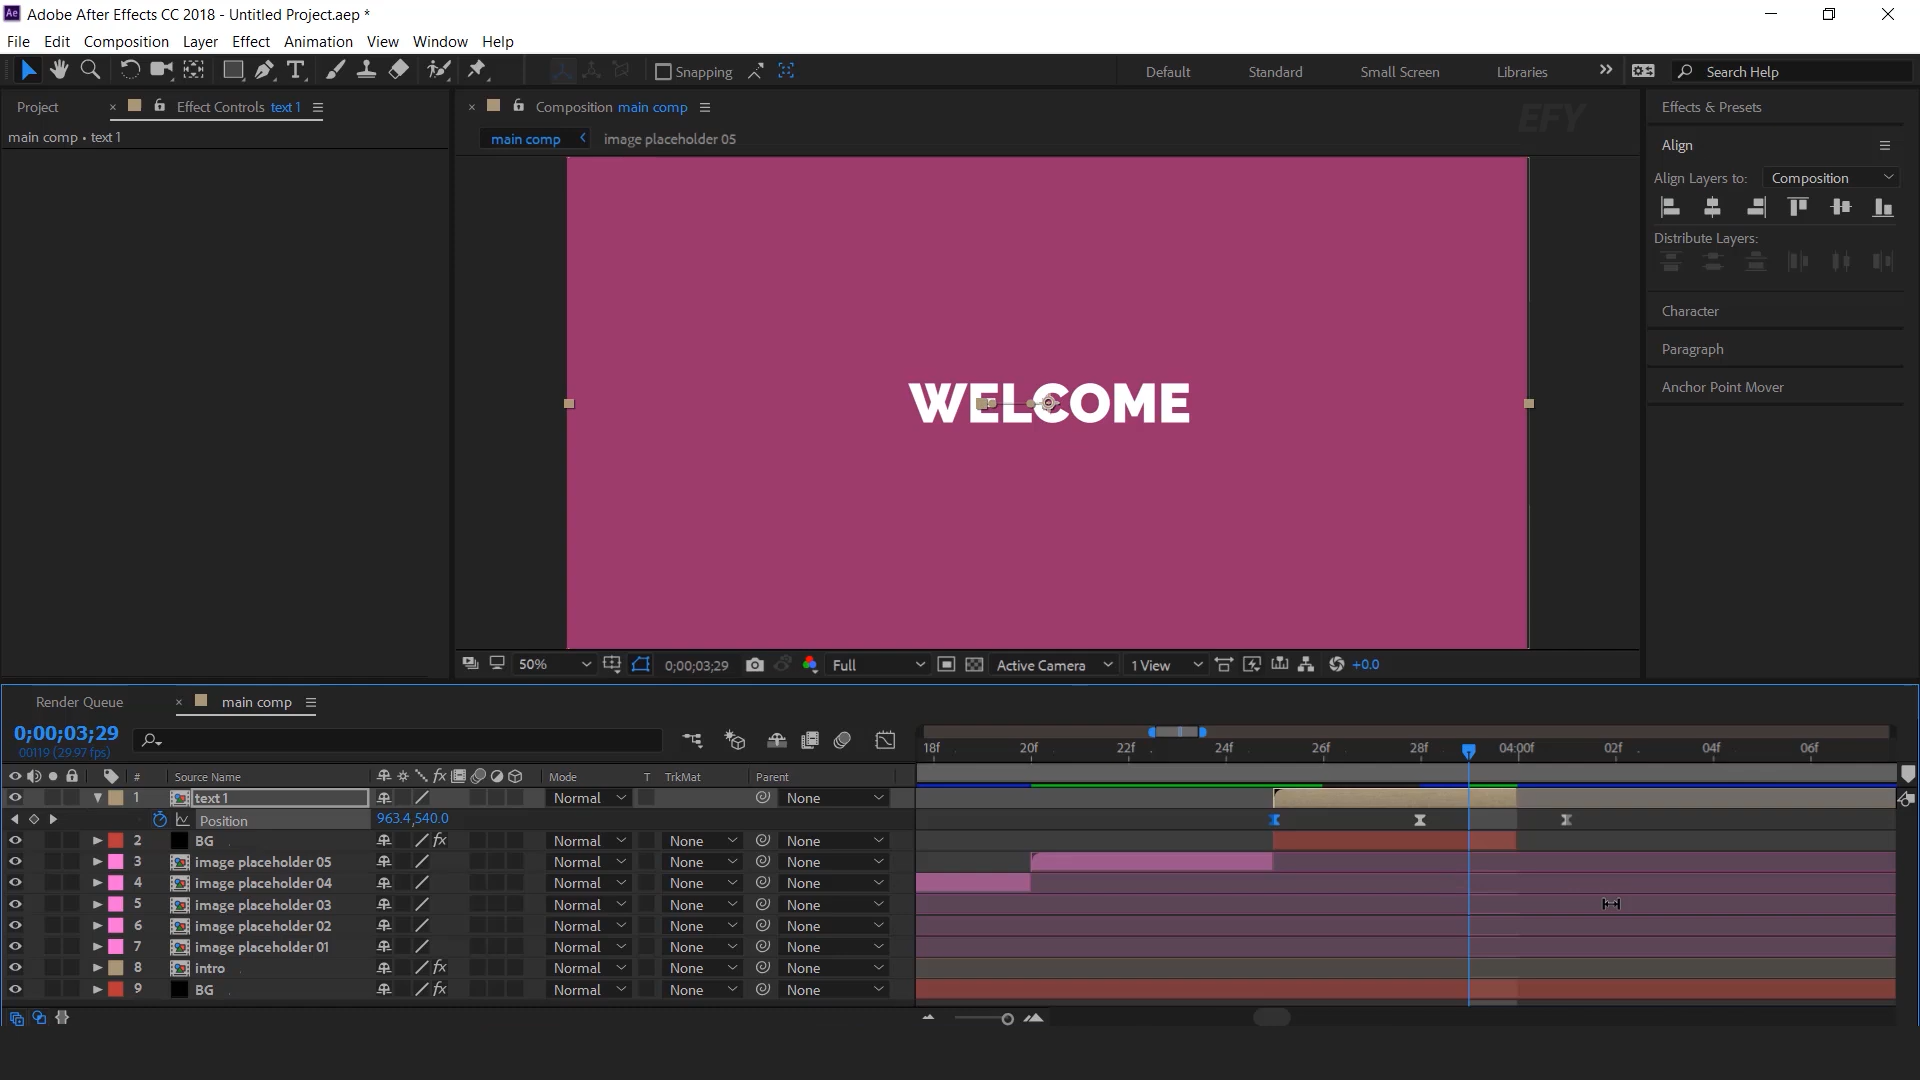 Adobe After Effects CC 2018 - Untitled Project.aep *
File Edit Composition Layer Effect Animation View Window Help
Snapping
Default Standard Small Screen Libraries
Search Help
Project
Effect Controls text 1
main comp • text 1
Composition main comp
main comp
image placeholder 05
EFY
WELCOME
Effects & Presets
Align
Align Layers to: Composition
Distribute Layers:
Character
Paragraph
Anchor Point Mover
50% 0;00;03;29 Full Active Camera 1 View +0.0
Render Queue
main comp
0;00;03;29
00119 (29.97 fps)
18f 20f 22f 24f 26f 28f 04:00f 02f 04f 06f
# Source Name fx Mode T TrkMat Parent
1 text 1 Normal None
Position 963.4,540.0
2 BG fx Normal None None
3 image placeholder 05 Normal None None
4 image placeholder 04 Normal None None
5 image placeholder 03 Normal None None
6 image placeholder 02 Normal None None
7 image placeholder 01 Normal None None
8 intro fx Normal None None
9 BG fx Normal None None